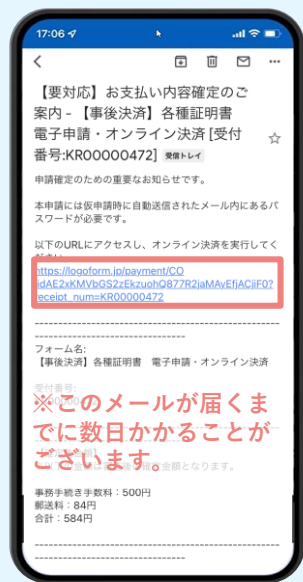 17:06
【要対応】お支払い内容確定のご
案内 - 【事後決済】各種証明書
電子申請・オンライン決済 [受付
番号:KR00000472] 受信トレイ
申請確定のための重要なお知らせです。
本申請には仮申請時に自動送信されたメール内にあるパ
スワードが必要です。
以下のURLにアクセスし、オンライン決済を実行してく
ださい。
https://logoform.jp/payment/CO
jdAE2xKMVbGS2zEkzuohQ877R2jaMAyEfjACjiF0?
receipt_num=KR00000472
------------------------------------------------
------------------------------
フォーム名:
【事後決済】各種証明書　電子申請・オンライン決済
受付番号:
※このメールが届くま
でに数日かかることが
ございます。
事務手続き手数料：500円
郵送料：84円
合計：584円
------------------------------------------------
------------------------------